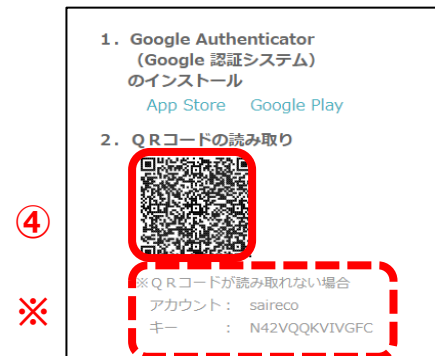 1. Google Authenticator
（Google 認証システム）
のインストール
App Store Google Play
2. ＱＲコードの読み取り
④
※ＱＲコードが読み取れない場合
※
アカウント： saireco
キー ： N42VQQKVIVGFC